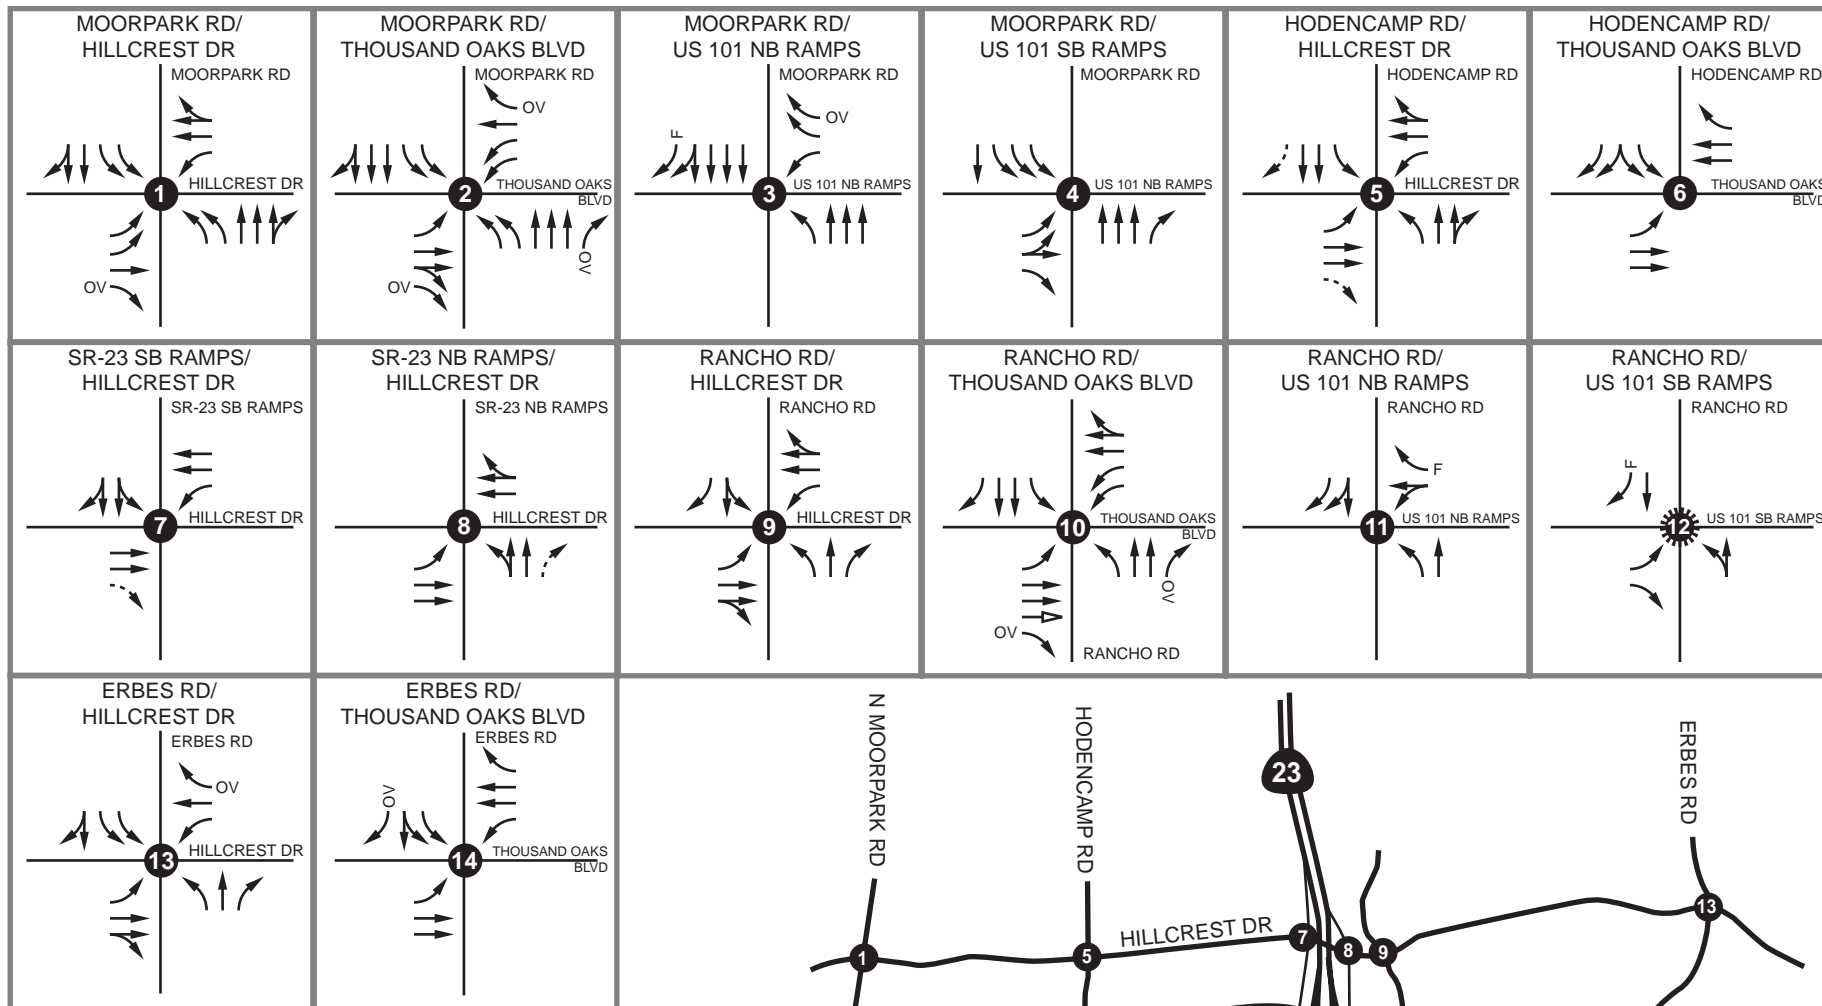 MOORPARK RD/
HILLCREST DR
MOORPARK RD
HILLCREST DR
1
OV
MOORPARK RD/
THOUSAND OAKS BLVD
MOORPARK RD
OV
THOUSAND OAKS
BLVD
2
OV
OV
MOORPARK RD/
US 101 NB RAMPS
MOORPARK RD
OV
F
US 101 NB RAMPS
3
MOORPARK RD/
US 101 SB RAMPS
MOORPARK RD
US 101 NB RAMPS
4
HODENCAMP RD/
HILLCREST DR
HODENCAMP RD
HILLCREST DR
5
HODENCAMP RD/
THOUSAND OAKS BLVD
HODENCAMP RD
THOUSAND OAKS
BLVD
6
SR-23 SB RAMPS/
HILLCREST DR
SR-23 SB RAMPS
HILLCREST DR
7
SR-23 NB RAMPS/
HILLCREST DR
SR-23 NB RAMPS
HILLCREST DR
8
RANCHO RD/
HILLCREST DR
RANCHO RD
HILLCREST DR
9
RANCHO RD/
THOUSAND OAKS BLVD
THOUSAND OAKS
BLVD
10
OV
OV
RANCHO RD
RANCHO RD/
US 101 NB RAMPS
RANCHO RD
F
US 101 NB RAMPS
11
RANCHO RD/
US 101 SB RAMPS
RANCHO RD
F
US 101 SB RAMPS
12
ERBES RD/
HILLCREST DR
ERBES RD
OV
HILLCREST DR
13
ERBES RD/
THOUSAND OAKS BLVD
ERBES RD
OV
THOUSAND OAKS
BLVD
14
N MOORPARK RD
HODENCAMP RD
23
ERBES RD
HILLCREST DR
1
5
7
8
9
13